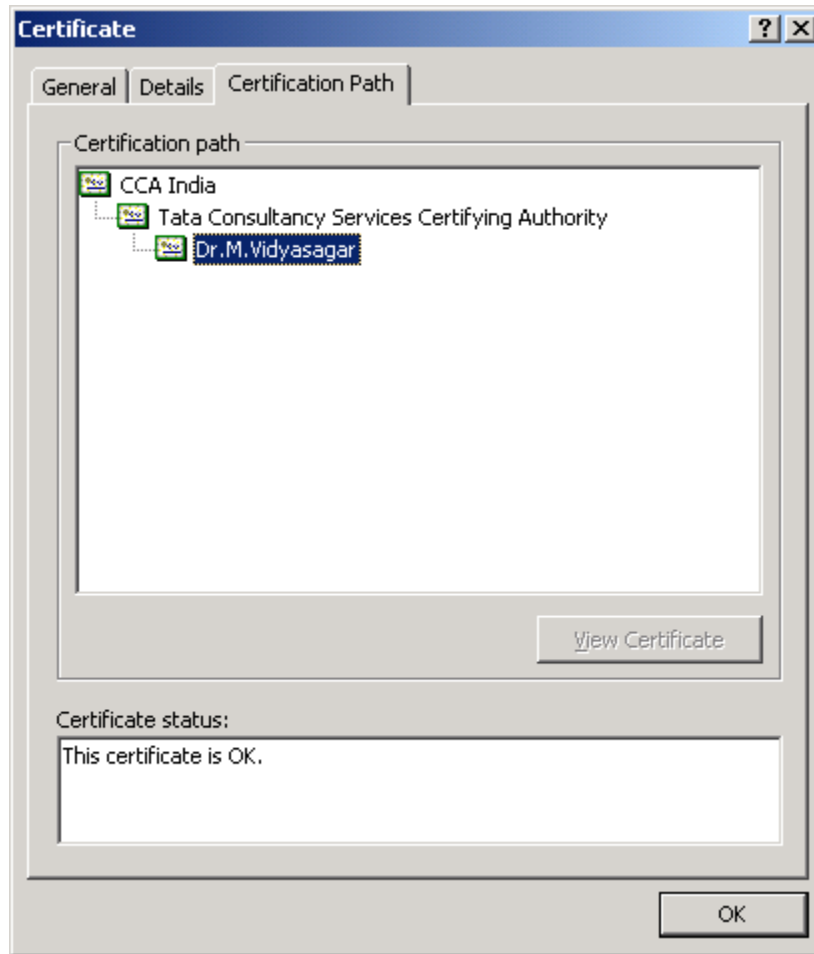 Certificate
General
Details
Certification Path
Certification path
CCA India
Tata Consultancy Services Certifying Authority
Dr.M.Vidyasagar
View Certificate
Certificate status:
This certificate is OK.
OK